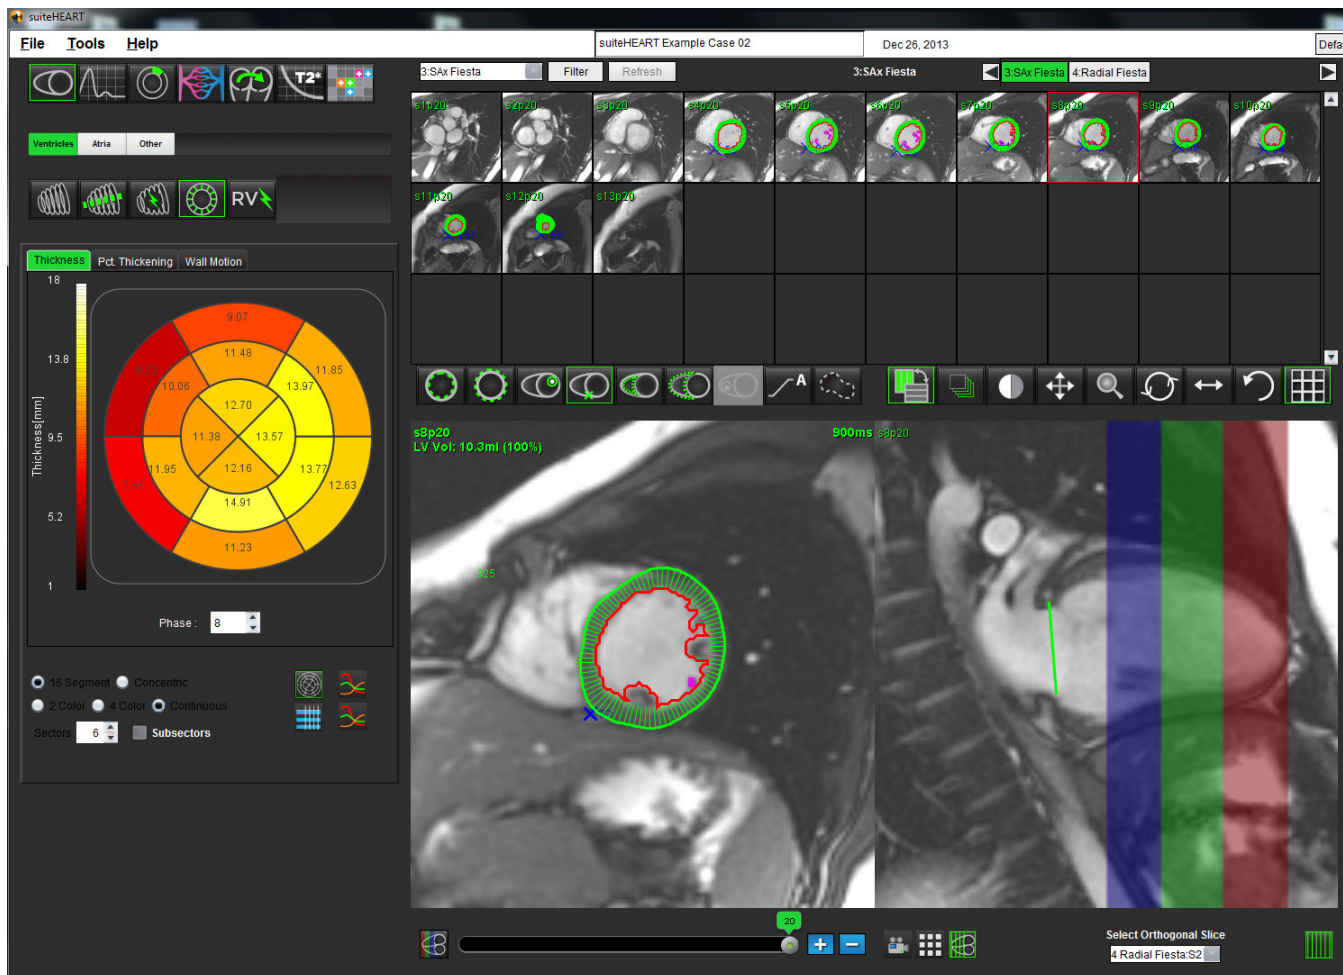 suiteHEART
File Tools Help
suiteHEART Example Case 02
Dec 26, 2013
Defa
T2*
3:SAx Fiesta
Filter
Refresh
3:SAx Fiesta
3:SAx Fiesta
4:Radial Fiesta
s1p20
s2p20
s3p20
s4p20
s5p20
s6p20
s7p20
s8p20
s9p20
s10p20
s11p20
s12p20
s13p20
Ventricles
Atria
Other
RV
Thickness
Pct. Thickening
Wall Motion
18
13.8
9.5
5.2
1
Thickness[mm]
9.07
11.48
11.85
10.06
13.97
12.70
11.38
13.57
12.16
11.95
13.77
12.63
14.91
11.23
Phase :
8
16 Segment
Concentric
2 Color
4 Color
Continuous
Sectors
6
Subsectors
A
s8p20
LV Vol: 10.3ml (100%)
900ms
s8p20
20
Select Orthogonal Slice
4 Radial Fiesta:S2